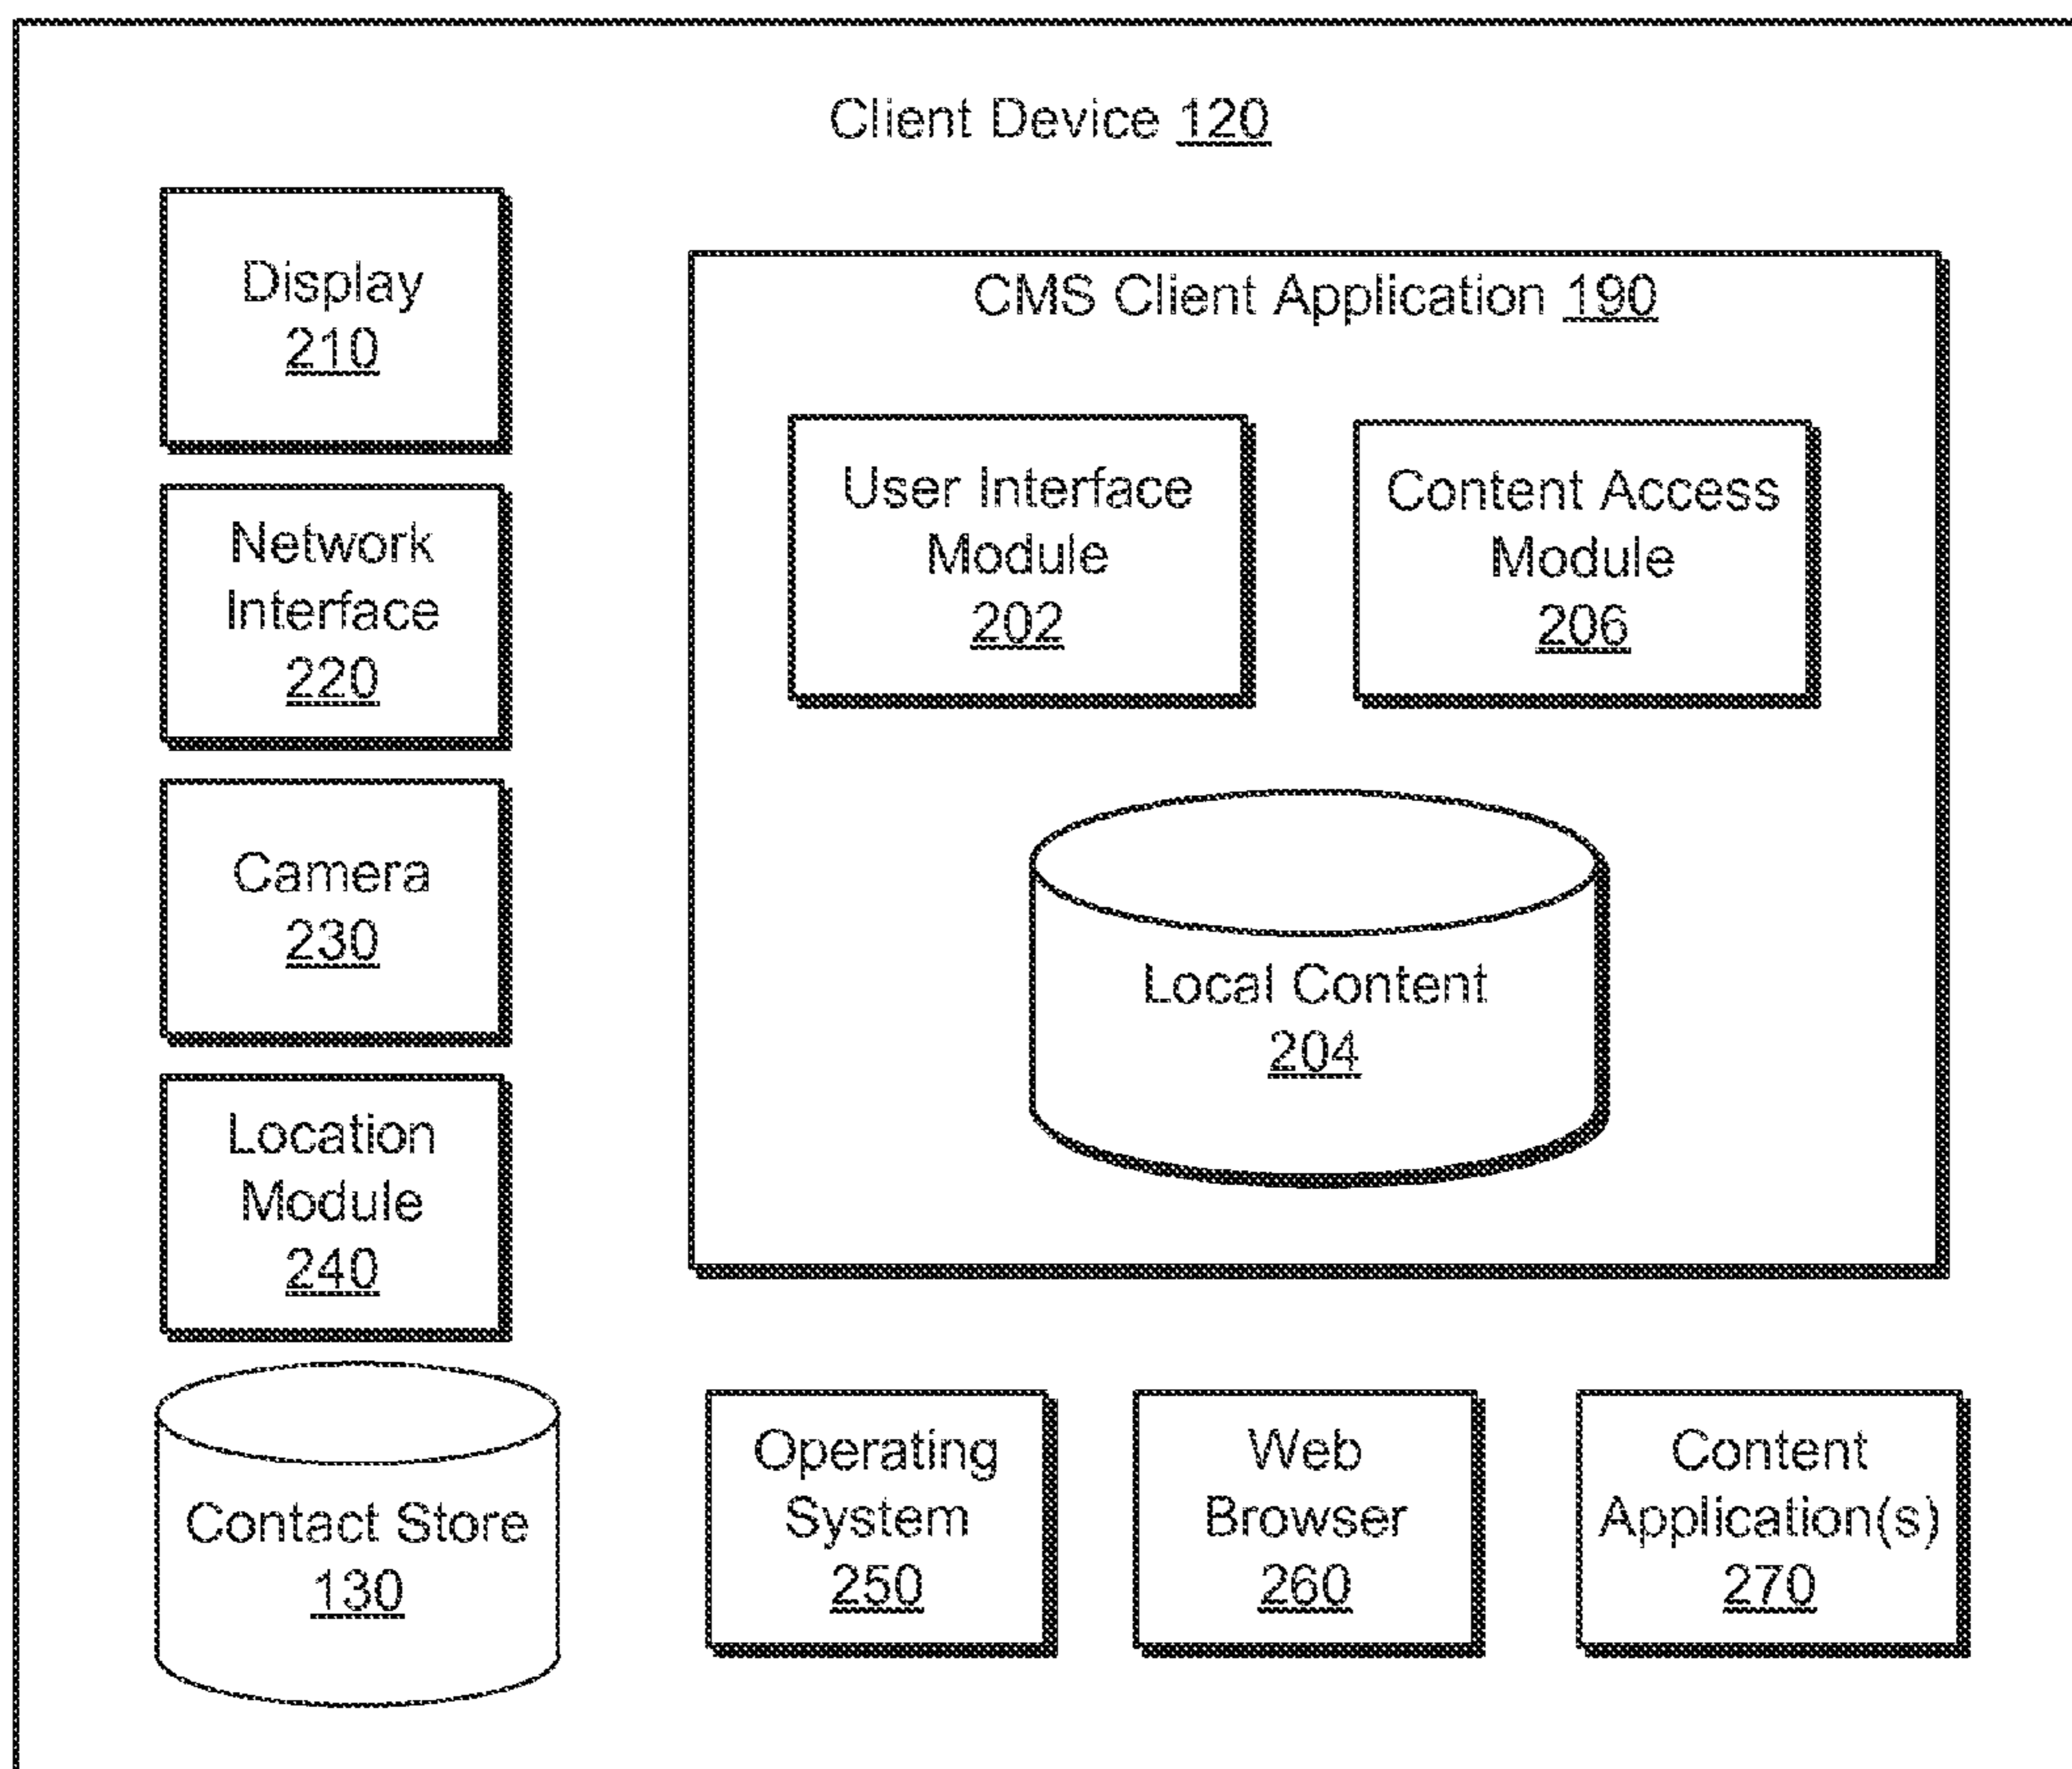 Client Device 120
Display
210
Network
Interface
220
Camera
230
Location
Module
240
Contact Store
130
CMS Client Application 190
User Interface
Module
202
Content Access
Module
206
Local Content
204
Operating
System
250
Web
Browser
260
Content
Application(s)
270